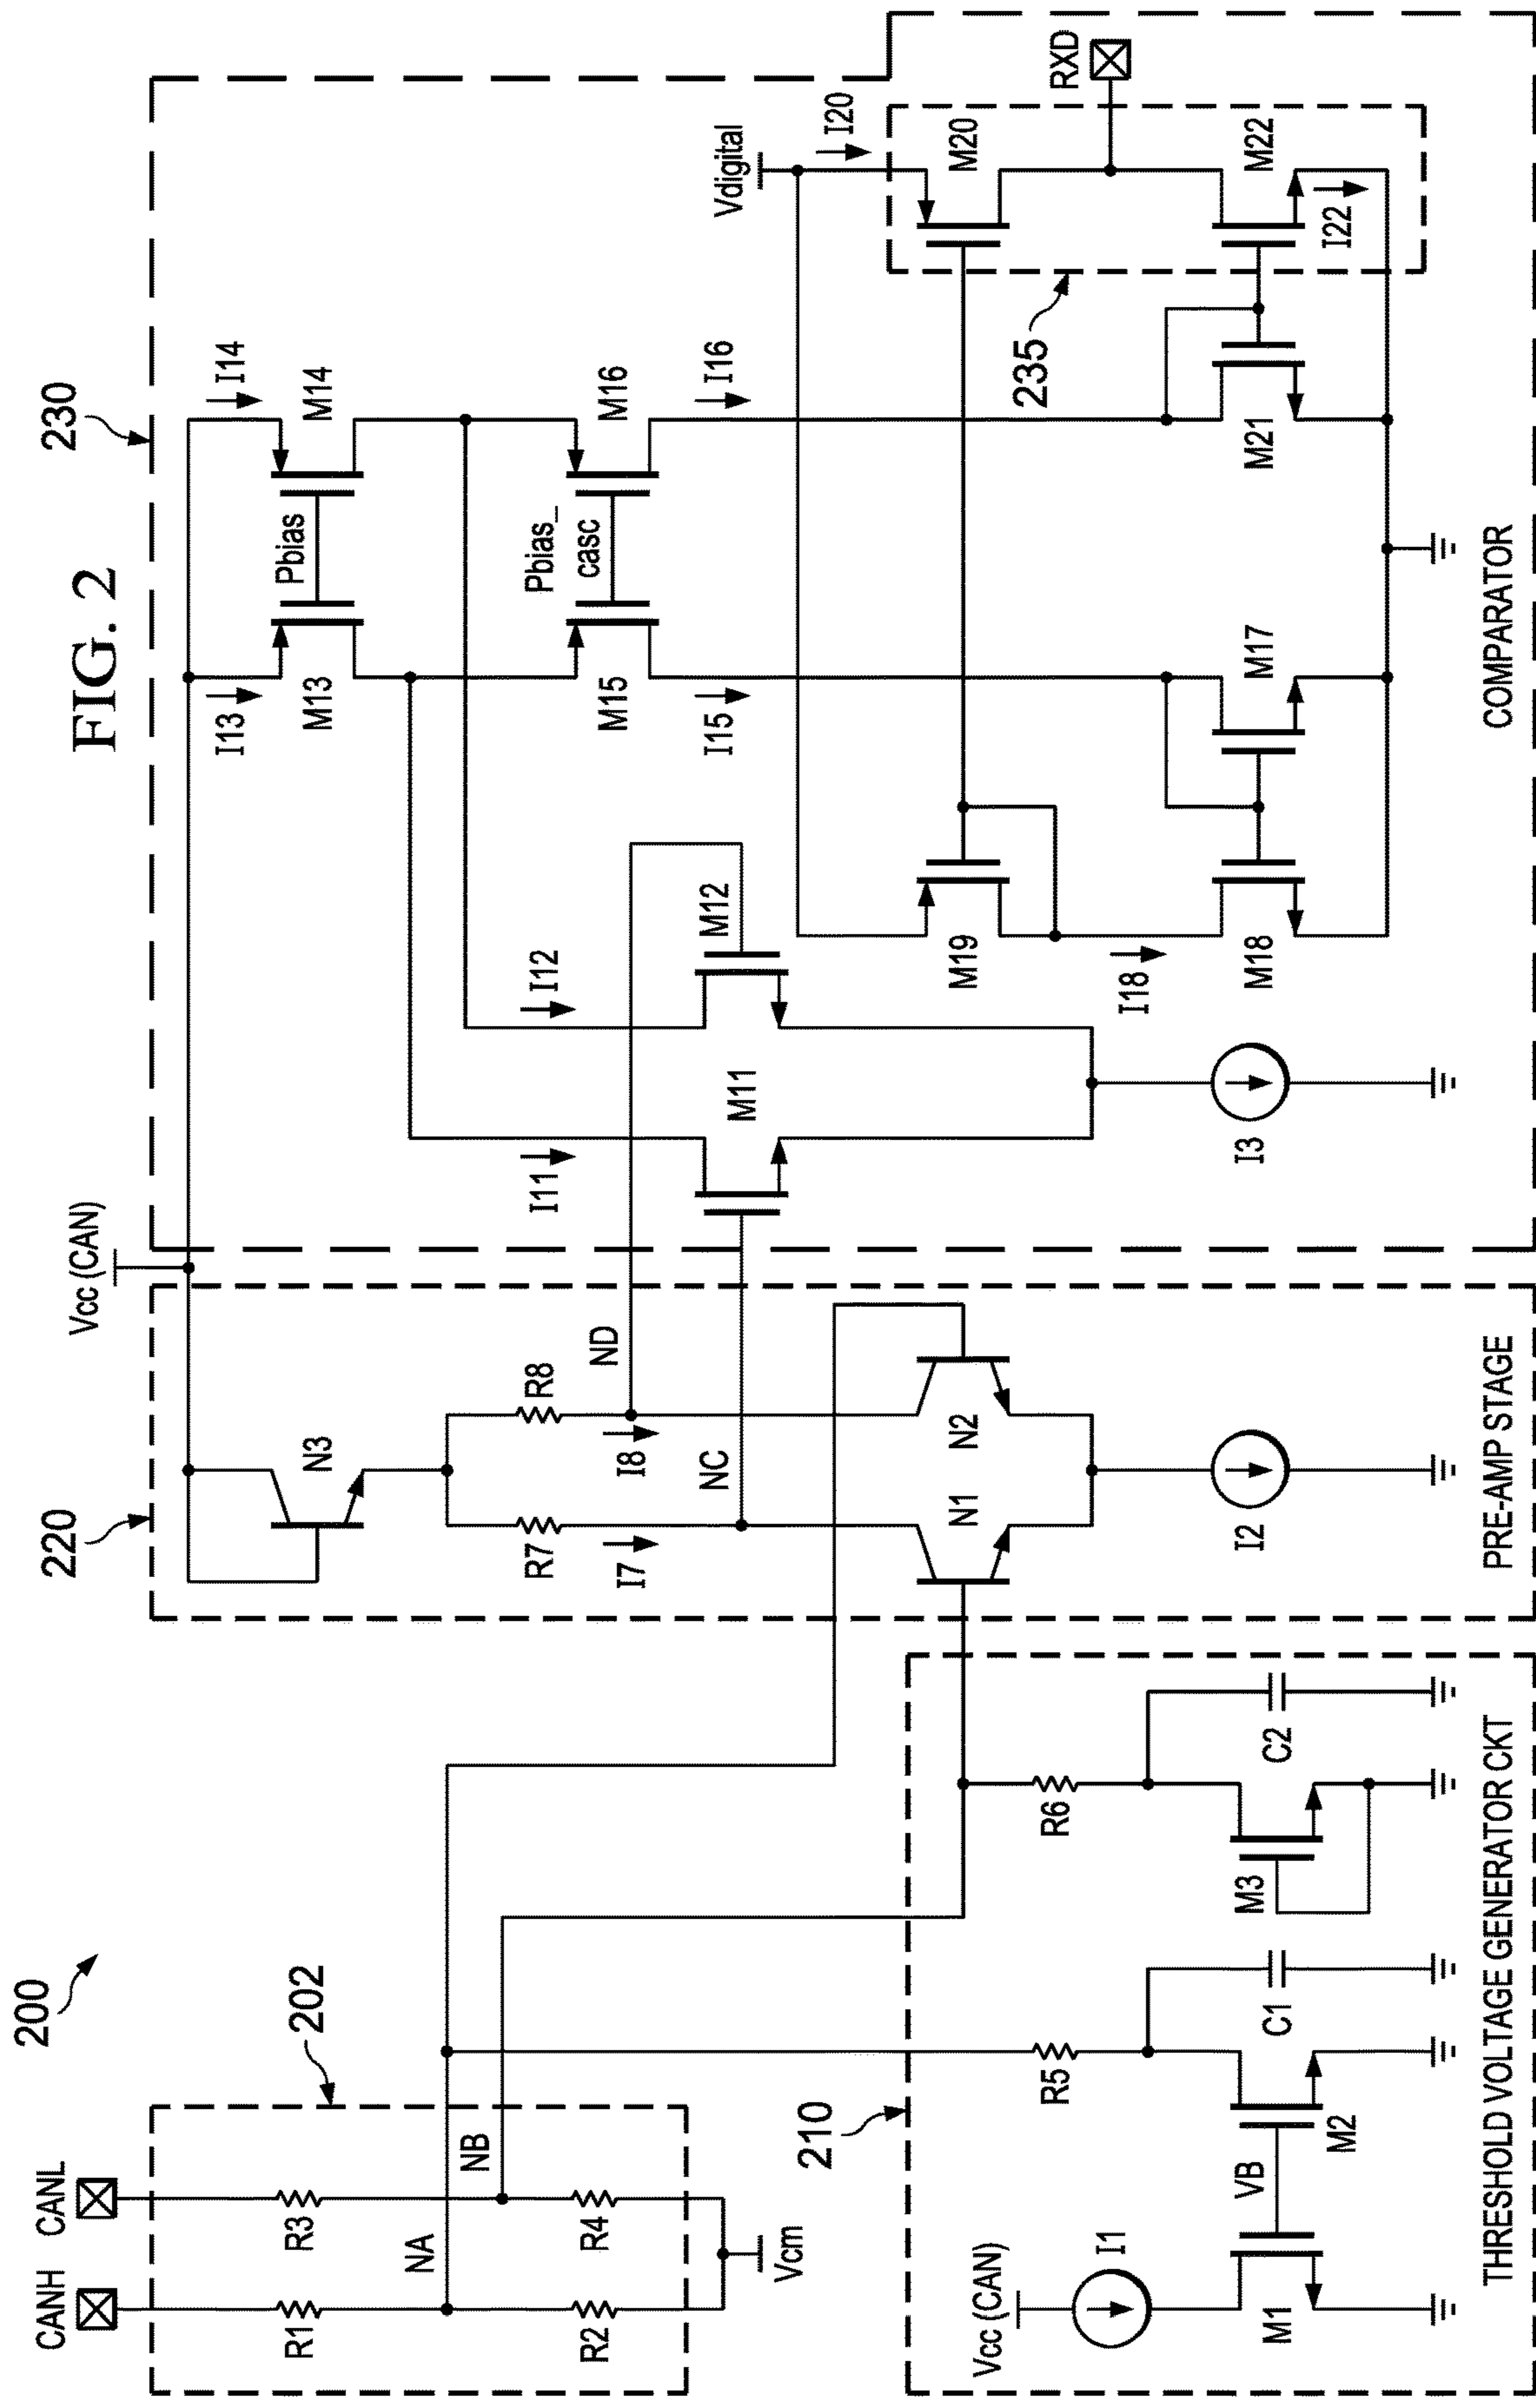 FIG. 2
200
CANH
CANL
202
R1
R3
NA
NB
R2
R4
Vcm
210
Vcc (CAN)
I1
VB
M1
M2
R5
C1
M3
R6
C2
THRESHOLD VOLTAGE GENERATOR CKT
220
Vcc (CAN)
N3
R7
R8
I7
I8
NC
ND
N1
N2
I2
PRE-AMP STAGE
230
I13
I14
M13
Pbias
M14
I11
I12
M15
Pbias_
casc
M16
M11
M12
I15
I16
Vdigital
I20
M19
235
M20
RXD
I18
I3
M18
M17
M21
M22
I22
COMPARATOR